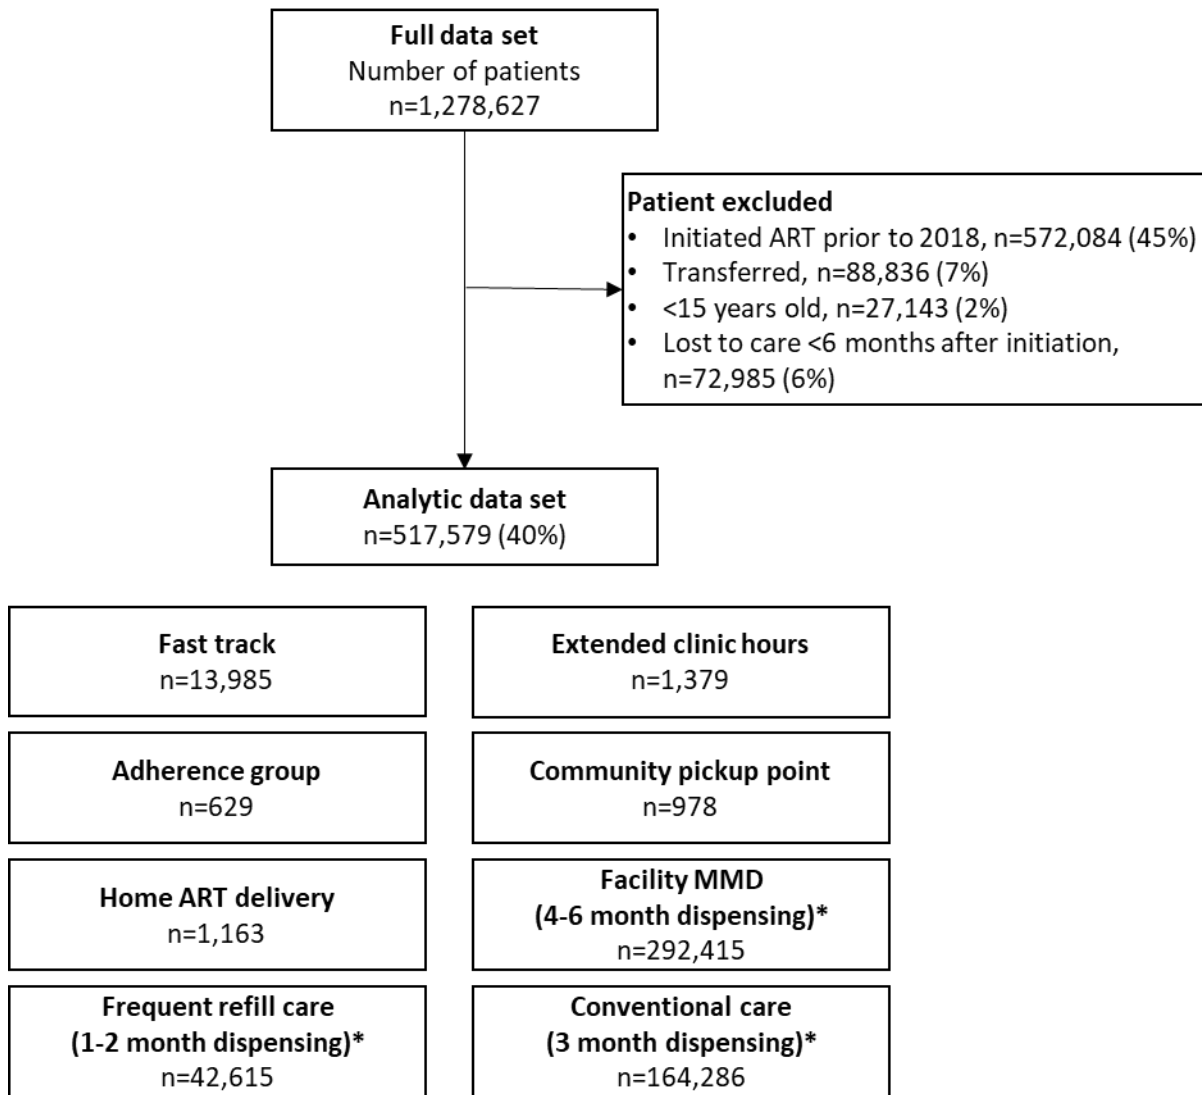 Full data set
Number of patients
n=1,278,627
Patient excluded
• Initiated ART prior to 2018, n=572,084 (45%)
• Transferred, n=88,836 (7%)
• <15 years old, n=27,143 (2%)
• Lost to care <6 months after initiation,
n=72,985 (6%)
Analytic data set
n=517,579 (40%)
Fast track
n=13,985
Extended clinic hours
n=1,379
Adherence group
n=629
Community pickup point
n=978
Home ART delivery
n=1,163
Facility MMD
(4-6 month dispensing)*
n=292,415
Frequent refill care
(1-2 month dispensing)*
n=42,615
Conventional care
(3 month dispensing)*
n=164,286